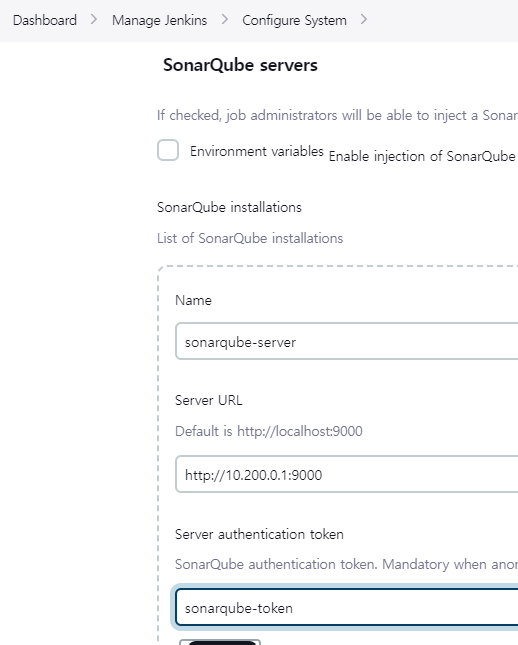 Dashboard > Manage Jenkins > Configure System >
SonarQube servers
If checked, job administrators will be able to inject a Sonar
Environment variables Enable injection of SonarQube
SonarQube installations
List of SonarQube installations
Name
sonarqube-server
Server URL
Default is http://localhost:9000
http://10.200.0.1:9000
Server authentication token
SonarQube authentication token. Mandatory when anon
sonarqube-token